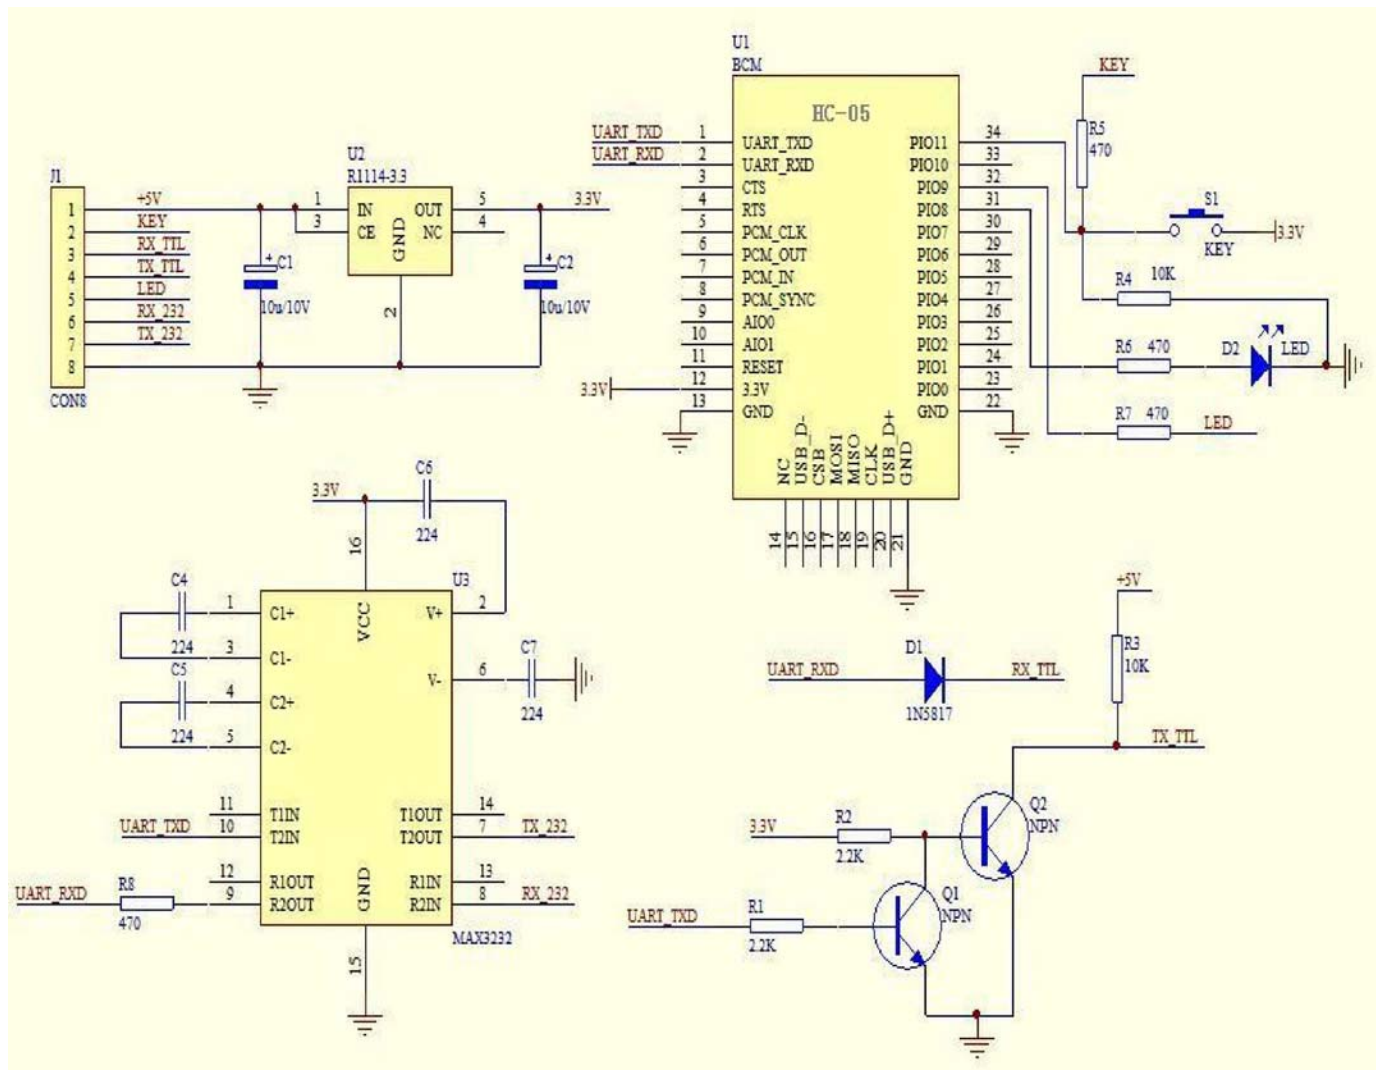 J1
+5V
KEY
RX_TTL
TX_TTL
LED
RX_232
TX_232
1
2
3
4
5
6
7
8
CON8
U2
R1114-3.3
1
3
IN
CE
GND
OUT
NC
5
4
2
3.3V
+
C1
10u/10V
+
C2
10u/10V
U1
BCM
HC-05
UART_TXD
UART_RXD
1 UART_TXD
2 UART_RXD
3 CTS
4 RTS
5 PCM_CLK
6 PCM_OUT
7 PCM_IN
8 PCM_SYNC
9 AIO0
10 AIO1
11 RESET
3.3V 12 3.3V
13 GND
PIO11 34
PIO10 33
PIO9 32
PIO8 31
PIO7 30
PIO6 29
PIO5 28
PIO4 27
PIO3 26
PIO2 25
PIO1 24
PIO0 23
GND 22
NC
USB_D-
CSB
MOSI
MISO
CLK
USB_D+
GND
14
15
16
17
18
19
20
21
KEY
R5
470
S1
KEY
3.3V
R4 10K
R6 470
D2 LED
R7 470 LED
3.3V
C6
224
16
U3
C4
224
C5
224
1 C1+
3 C1-
4 C2+
5 C2-
VCC
V+ 2
V- 6
C7
224
11 T1IN
UART_TXD 10 T2IN
12 R1OUT
UART_RXD R8 9 R2OUT
470
GND
T1OUT 14
T2OUT 7 TX_232
R1IN 13
R2IN 8 RX_232
MAX3232
15
UART_RXD D1 RX_TTL
1N5817
+5V
R3
10K
TX_TTL
Q2
NPN
3.3V R2
2.2K
Q1
NPN
UART_TXD R1
2.2K